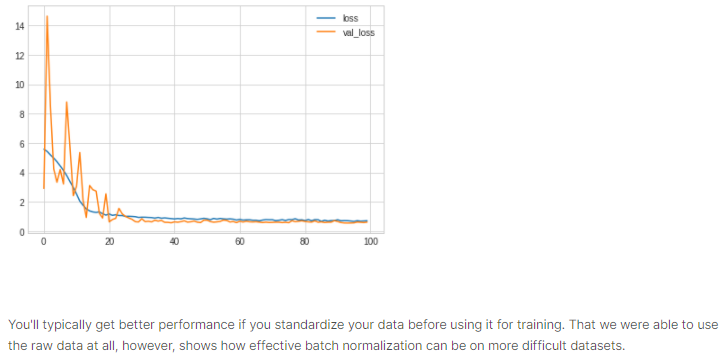 loss
val_loss
14
12
10
8
6
4
2
0
0 20 40 60 80 100
You'll typically get better performance if you standardize your data before using it for training. That we were able to use
the raw data at all, however, shows how effective batch normalization can be on more difficult datasets.